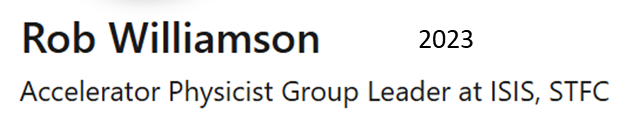 Rob Williamson 2023
Accelerator Physicist Group Leader at ISIS, STFC